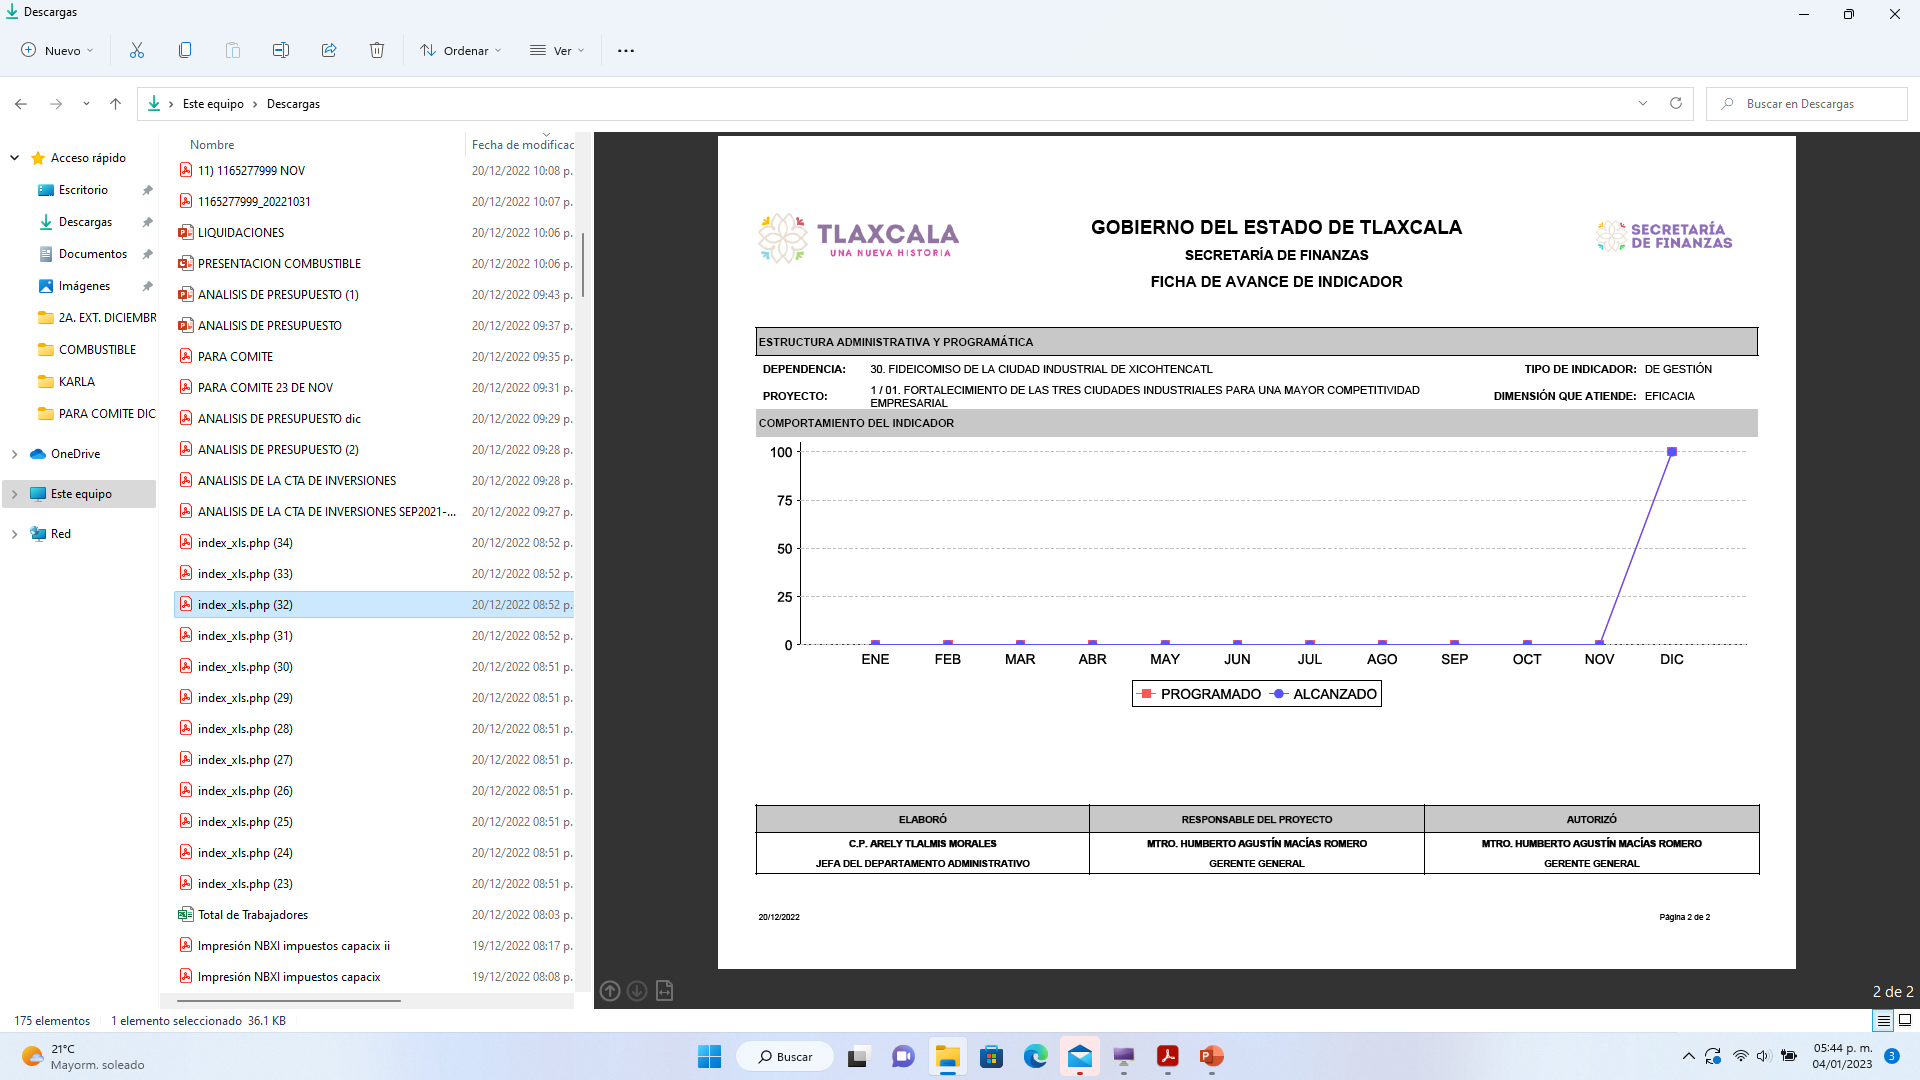 Descargas
Nuevo
Ordenar
Ver
Este equipo
Descargas
Buscar en Descargas
Acceso rápido
Escritorio
Descargas
Documentos
Imágenes
2A. EXT. DICIEMBR
COMBUSTIBLE
KARLA
PARA COMITE DIC
OneDrive
Este equipo
Red
Nombre Fecha de modificac
11) 1165277999 NOV 20/12/2022 10:08 p.
1165277999_20221031 20/12/2022 10:07 p.
LIQUIDACIONES 20/12/2022 10:06 p.
PRESENTACION COMBUSTIBLE 20/12/2022 10:06 p.
ANALISIS DE PRESUPUESTO (1) 20/12/2022 09:43 p.
ANALISIS DE PRESUPUESTO 20/12/2022 09:37 p.
PARA COMITE 20/12/2022 09:35 p.
PARA COMITE 23 DE NOV 20/12/2022 09:31 p.
ANALISIS DE PRESUPUESTO dic 20/12/2022 09:29 p.
ANALISIS DE PRESUPUESTO (2) 20/12/2022 09:28 p.
ANALISIS DE LA CTA DE INVERSIONES 20/12/2022 09:28 p.
ANALISIS DE LA CTA DE INVERSIONES SEP2021-... 20/12/2022 09:27 p.
index_xls.php (34) 20/12/2022 08:52 p.
index_xls.php (33) 20/12/2022 08:52 p.
index_xls.php (32) 20/12/2022 08:52 p.
index_xls.php (31) 20/12/2022 08:52 p.
index_xls.php (30) 20/12/2022 08:51 p.
index_xls.php (29) 20/12/2022 08:51 p.
index_xls.php (28) 20/12/2022 08:51 p.
index_xls.php (27) 20/12/2022 08:51 p.
index_xls.php (26) 20/12/2022 08:51 p.
index_xls.php (25) 20/12/2022 08:51 p.
index_xls.php (24) 20/12/2022 08:51 p.
index_xls.php (23) 20/12/2022 08:51 p.
Total de Trabajadores 20/12/2022 08:03 p.
Impresión NBXI impuestos capacix ii 19/12/2022 08:17 p.
Impresión NBXI impuestos capacix 19/12/2022 08:08 p.
TLAXCALA
UNA NUEVA HISTORIA
GOBIERNO DEL ESTADO DE TLAXCALA
SECRETARÍA DE FINANZAS
FICHA DE AVANCE DE INDICADOR
SECRETARÍA
DE FINANZAS
ESTRUCTURA ADMINISTRATIVA Y PROGRAMÁTICA
DEPENDENCIA: 30. FIDEICOMISO DE LA CIUDAD INDUSTRIAL DE XICOHTENCATL TIPO DE INDICADOR: DE GESTIÓN
PROYECTO: 1 / 01. FORTALECIMIENTO DE LAS TRES CIUDADES INDUSTRIALES PARA UNA MAYOR COMPETITIVIDAD
EMPRESARIAL DIMENSIÓN QUE ATIENDE: EFICACIA
COMPORTAMIENTO DEL INDICADOR
100
75
50
25
0
ENE FEB MAR ABR MAY JUN JUL AGO SEP OCT NOV DIC
PROGRAMADO ALCANZADO
ELABORÓ RESPONSABLE DEL PROYECTO AUTORIZÓ
C.P. ARELY TLALMIS MORALES MTRO. HUMBERTO AGUSTÍN MACÍAS ROMERO MTRO. HUMBERTO AGUSTÍN MACÍAS ROMERO
JEFA DEL DEPARTAMENTO ADMINISTRATIVO GERENTE GENERAL GERENTE GENERAL
20/12/2022 Página 2 de 2
2 de 2
175 elementos 1 elemento seleccionado 36.1 KB
21°C
Mayorm. soleado
Buscar
05:44 p. m.
04/01/2023
3